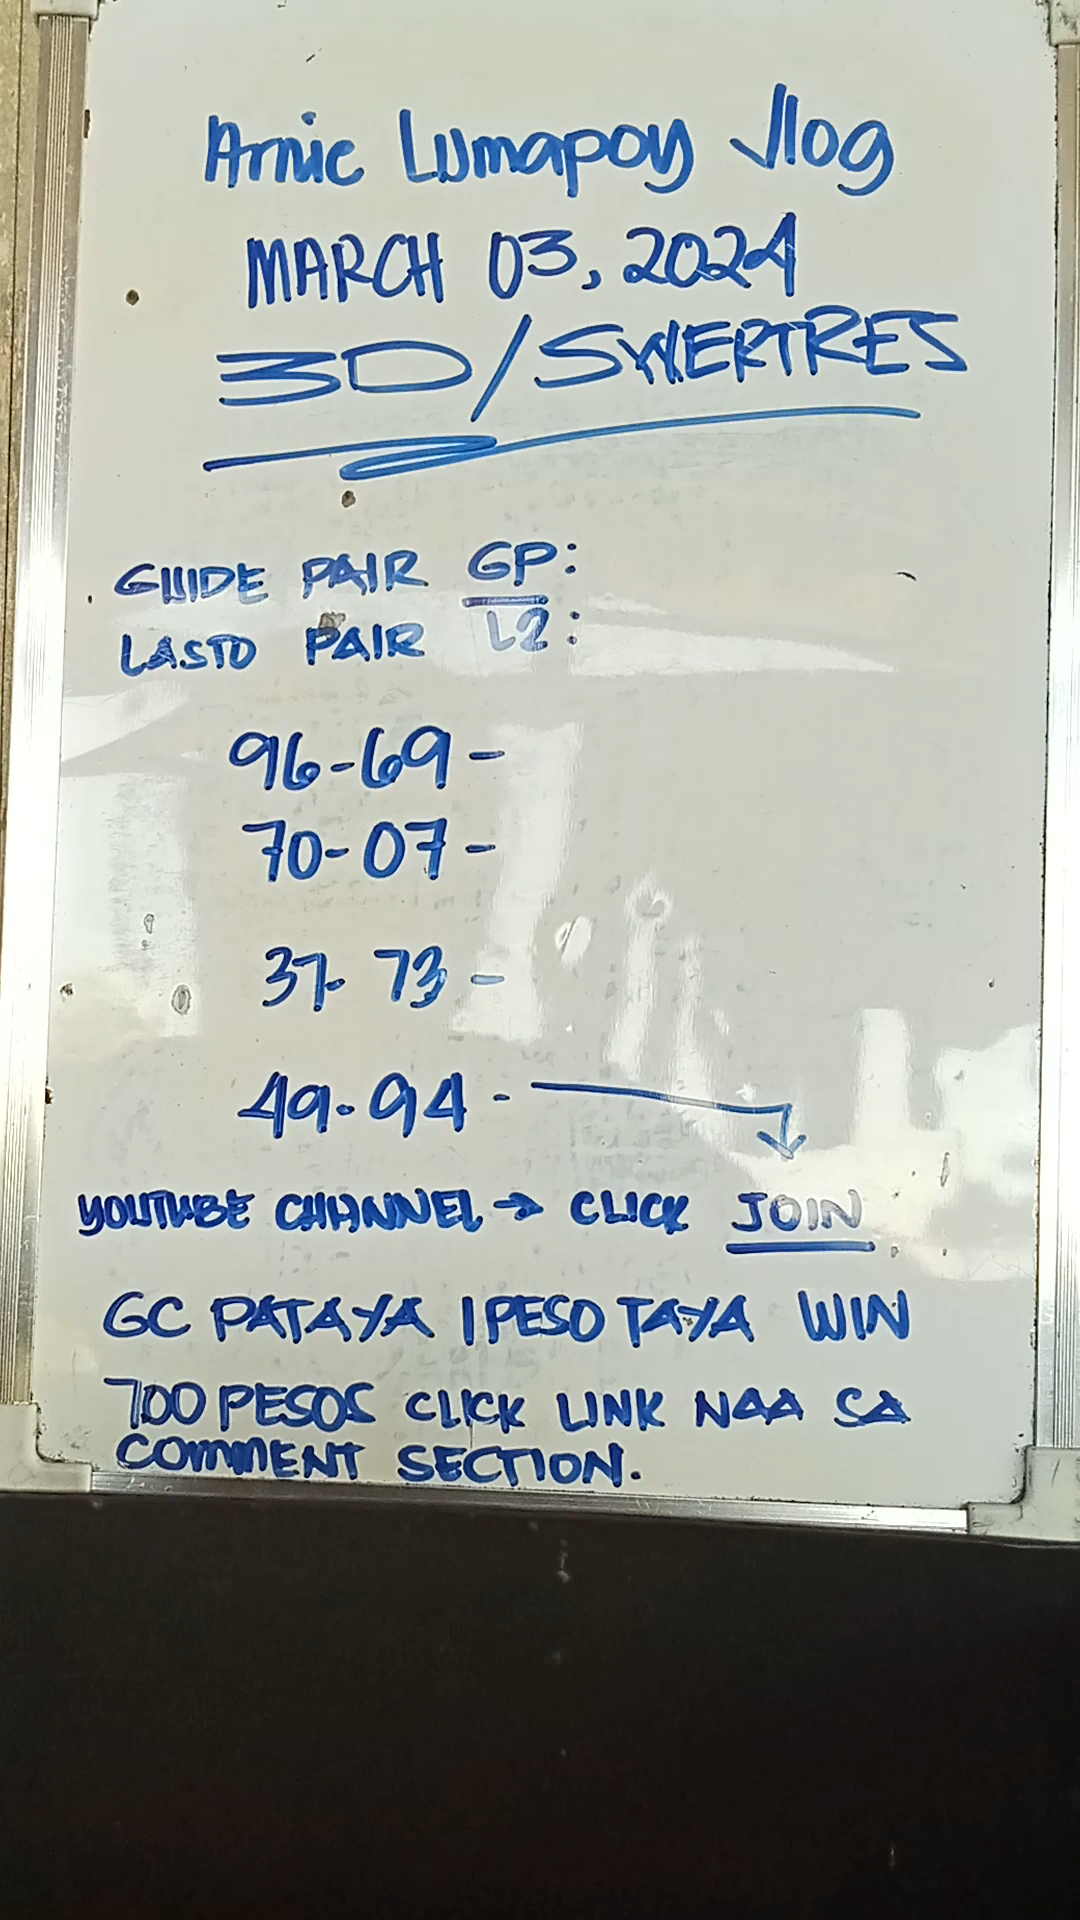 Arnie Lumapoy Vlog
MARCH 03, 2024
3D/SWERTRES
GUIDE PAIR GP:
LASTO PAIR L2:
96-69-
70-07-
37-73-
49-94-
YOUTUBE CHANNEL → CLICK JOIN
GC PATAYA 1PESO TAYA WIN
700 PESOS CLICK LINK NAA SA
COMMENT SECTION.